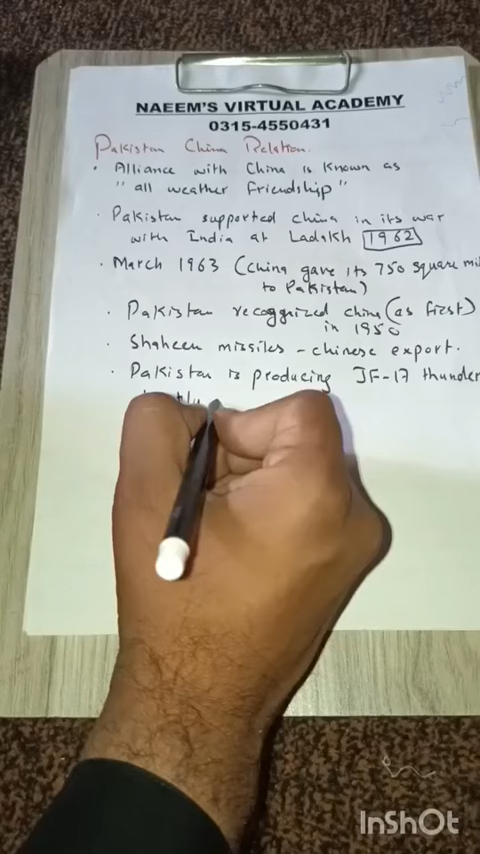 NAEEM'S VIRTUAL ACADEMY
0315-4550431
Pakistan China Relation.
• Alliance with China is known as
" all weather friendship"
• Pakistan supported china in its war
with India at Ladakh 1962
• March 1963 (China gave its 750 square mi
to Pakistan)
• Pakistan recognized china (as first)
in 1950
• Shaheen missiles - chinese export.
• Pakistan is producing JF-17 thunder
InShOt